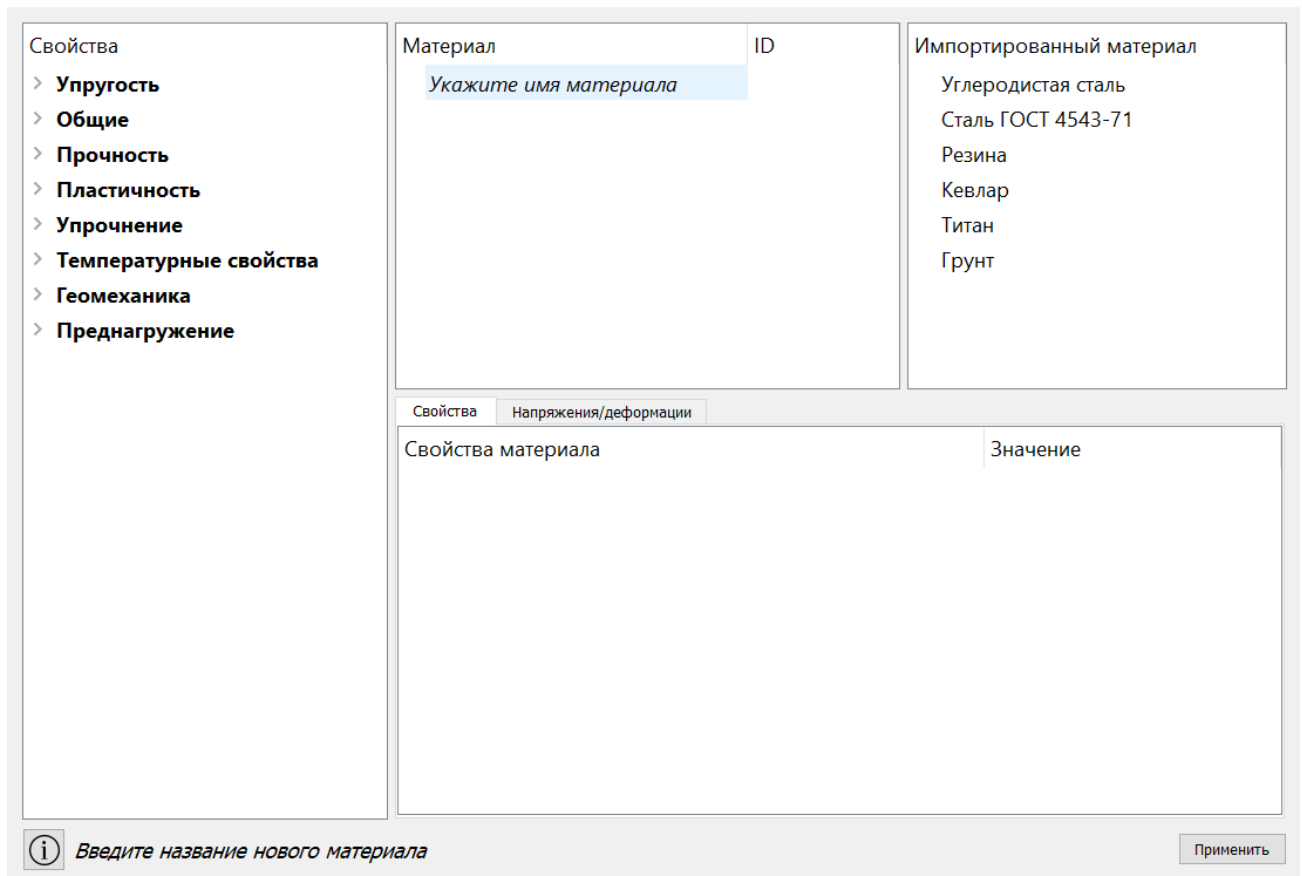 Свойства
Упругость
Общие
Прочность
Пластичность
Упрочнение
Температурные свойства
Геомеханика
Преднагружение
Материал ID
Укажите имя материала
Импортированный материал
Углеродистая сталь
Сталь ГОСТ 4543-71
Резина
Кевлар
Титан
Грунт
Свойства Напряжения/деформации
Свойства материала Значение
Введите название нового материала
Применить